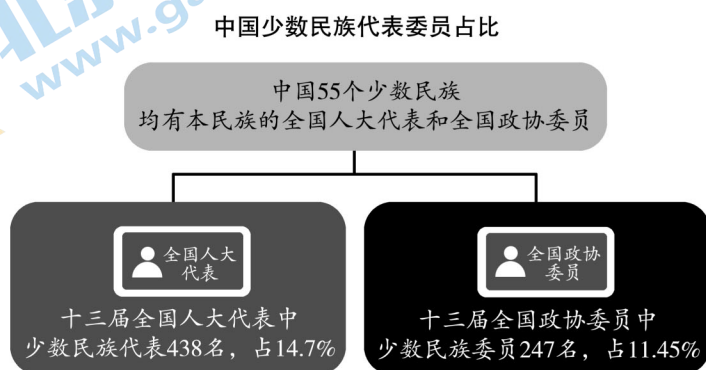 中国少数民族代表委员占比
中国55个少数民族
均有本民族的全国人大代表和全国政协委员
全国人大
代表
十三届全国人大代表中
少数民族代表438名，占14.7%
全国政协
委员
十三届全国政协委员中
少数民族委员247名，占11.45%